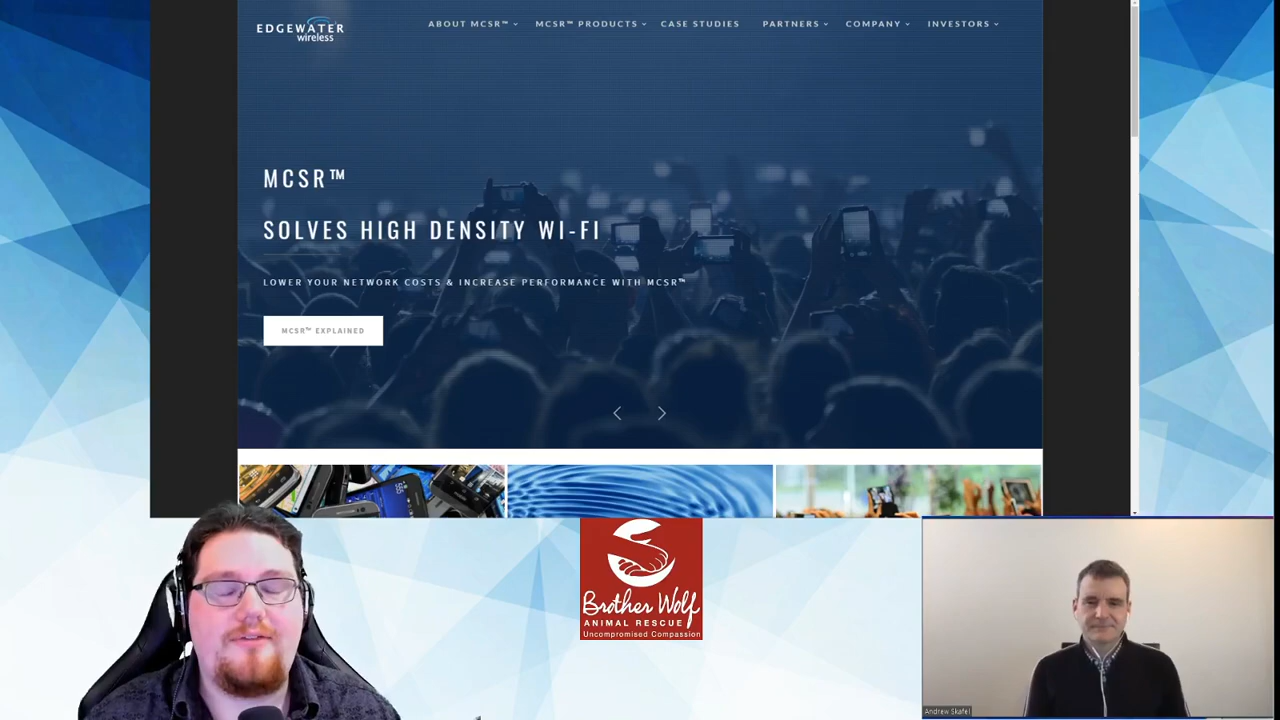 EDGEWATER
wireless
ABOUT MCSR™
MCSR™ PRODUCTS
CASE STUDIES
PARTNERS
COMPANY
INVESTORS
MCSR™
SOLVES HIGH DENSITY WI-FI
LOWER YOUR NETWORK COSTS & INCREASE PERFORMANCE WITH MCSR™
MCSR™ EXPLAINED
Brother Wolf
ANIMAL RESCUE
Uncompromised Compassion
Andrew Skafel